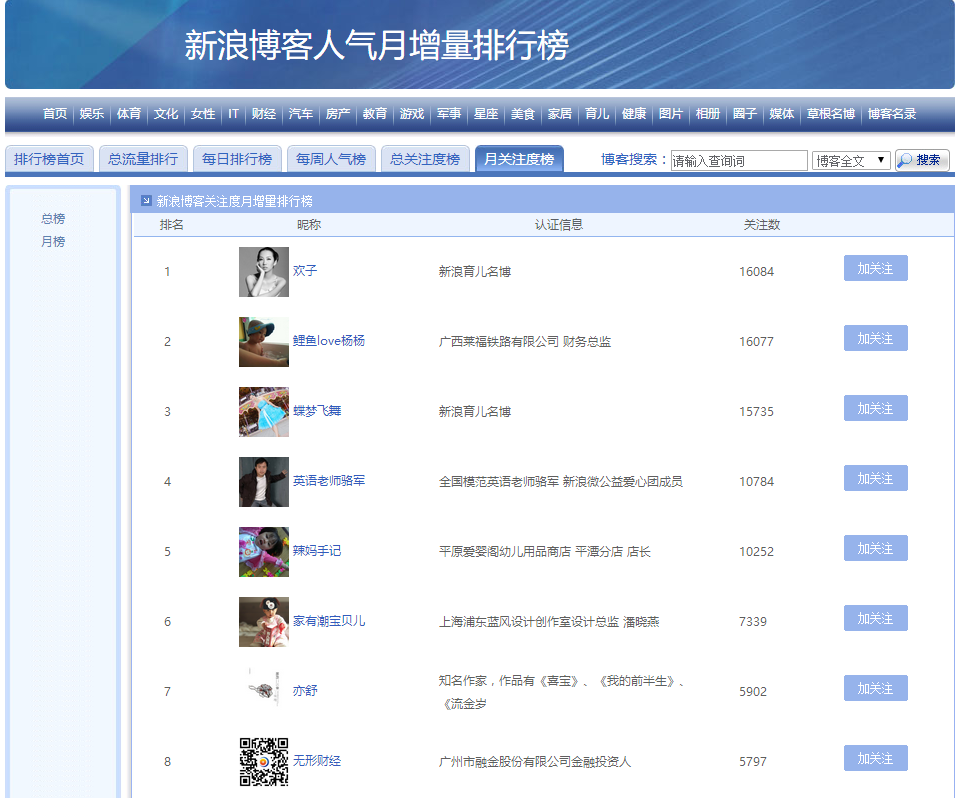 新浪博客人气月增量排行榜
首页 娱乐 体育 文化 女性 IT 财经 汽车 房产 教育 游戏 军事 星座 美食 家居 育儿 健康 图片 相册 圈子 媒体 草根名博 博客名录
排行榜首页 总流量排行 每日排行榜 每周人气榜 总关注度榜 月关注度榜 博客搜索： 请输入查询词 博客全文 搜索
总榜
月榜
新浪博客关注度月增量排行榜
排名 昵称 认证信息 关注数
1 欢子 新浪育儿名博 16084 加关注
2 鲤鱼love杨杨 广西莱福铁路有限公司 财务总监 16077 加关注
3 蝶梦飞舞 新浪育儿名博 15735 加关注
4 英语老师骆军 全国模范英语老师骆军 新浪微公益爱心团成员 10784 加关注
5 辣妈手记 平原爱婴阁幼儿用品商店 平潭分店 店长 10252 加关注
6 家有潮宝贝儿 上海浦东蓝风设计创作室设计总监 潘晓燕 7339 加关注
7 亦舒 知名作家，作品有《喜宝》、《我的前半生》、
《流金岁 5902 加关注
8 无形财经 广州市融金股份有限公司金融投资人 5797 加关注